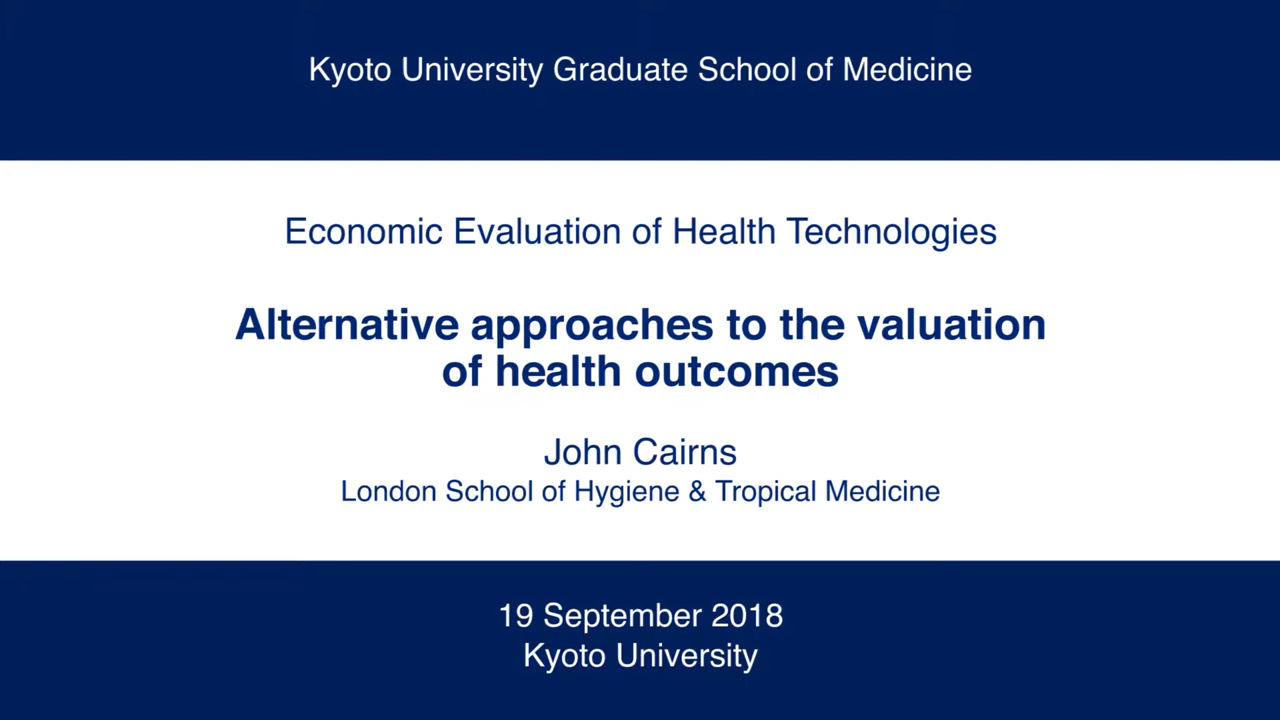 Kyoto University Graduate School of Medicine
Economic Evaluation of Health Technologies
Alternative approaches to the valuation
of health outcomes
John Cairns
London School of Hygiene & Tropical Medicine
19 September 2018
Kyoto University